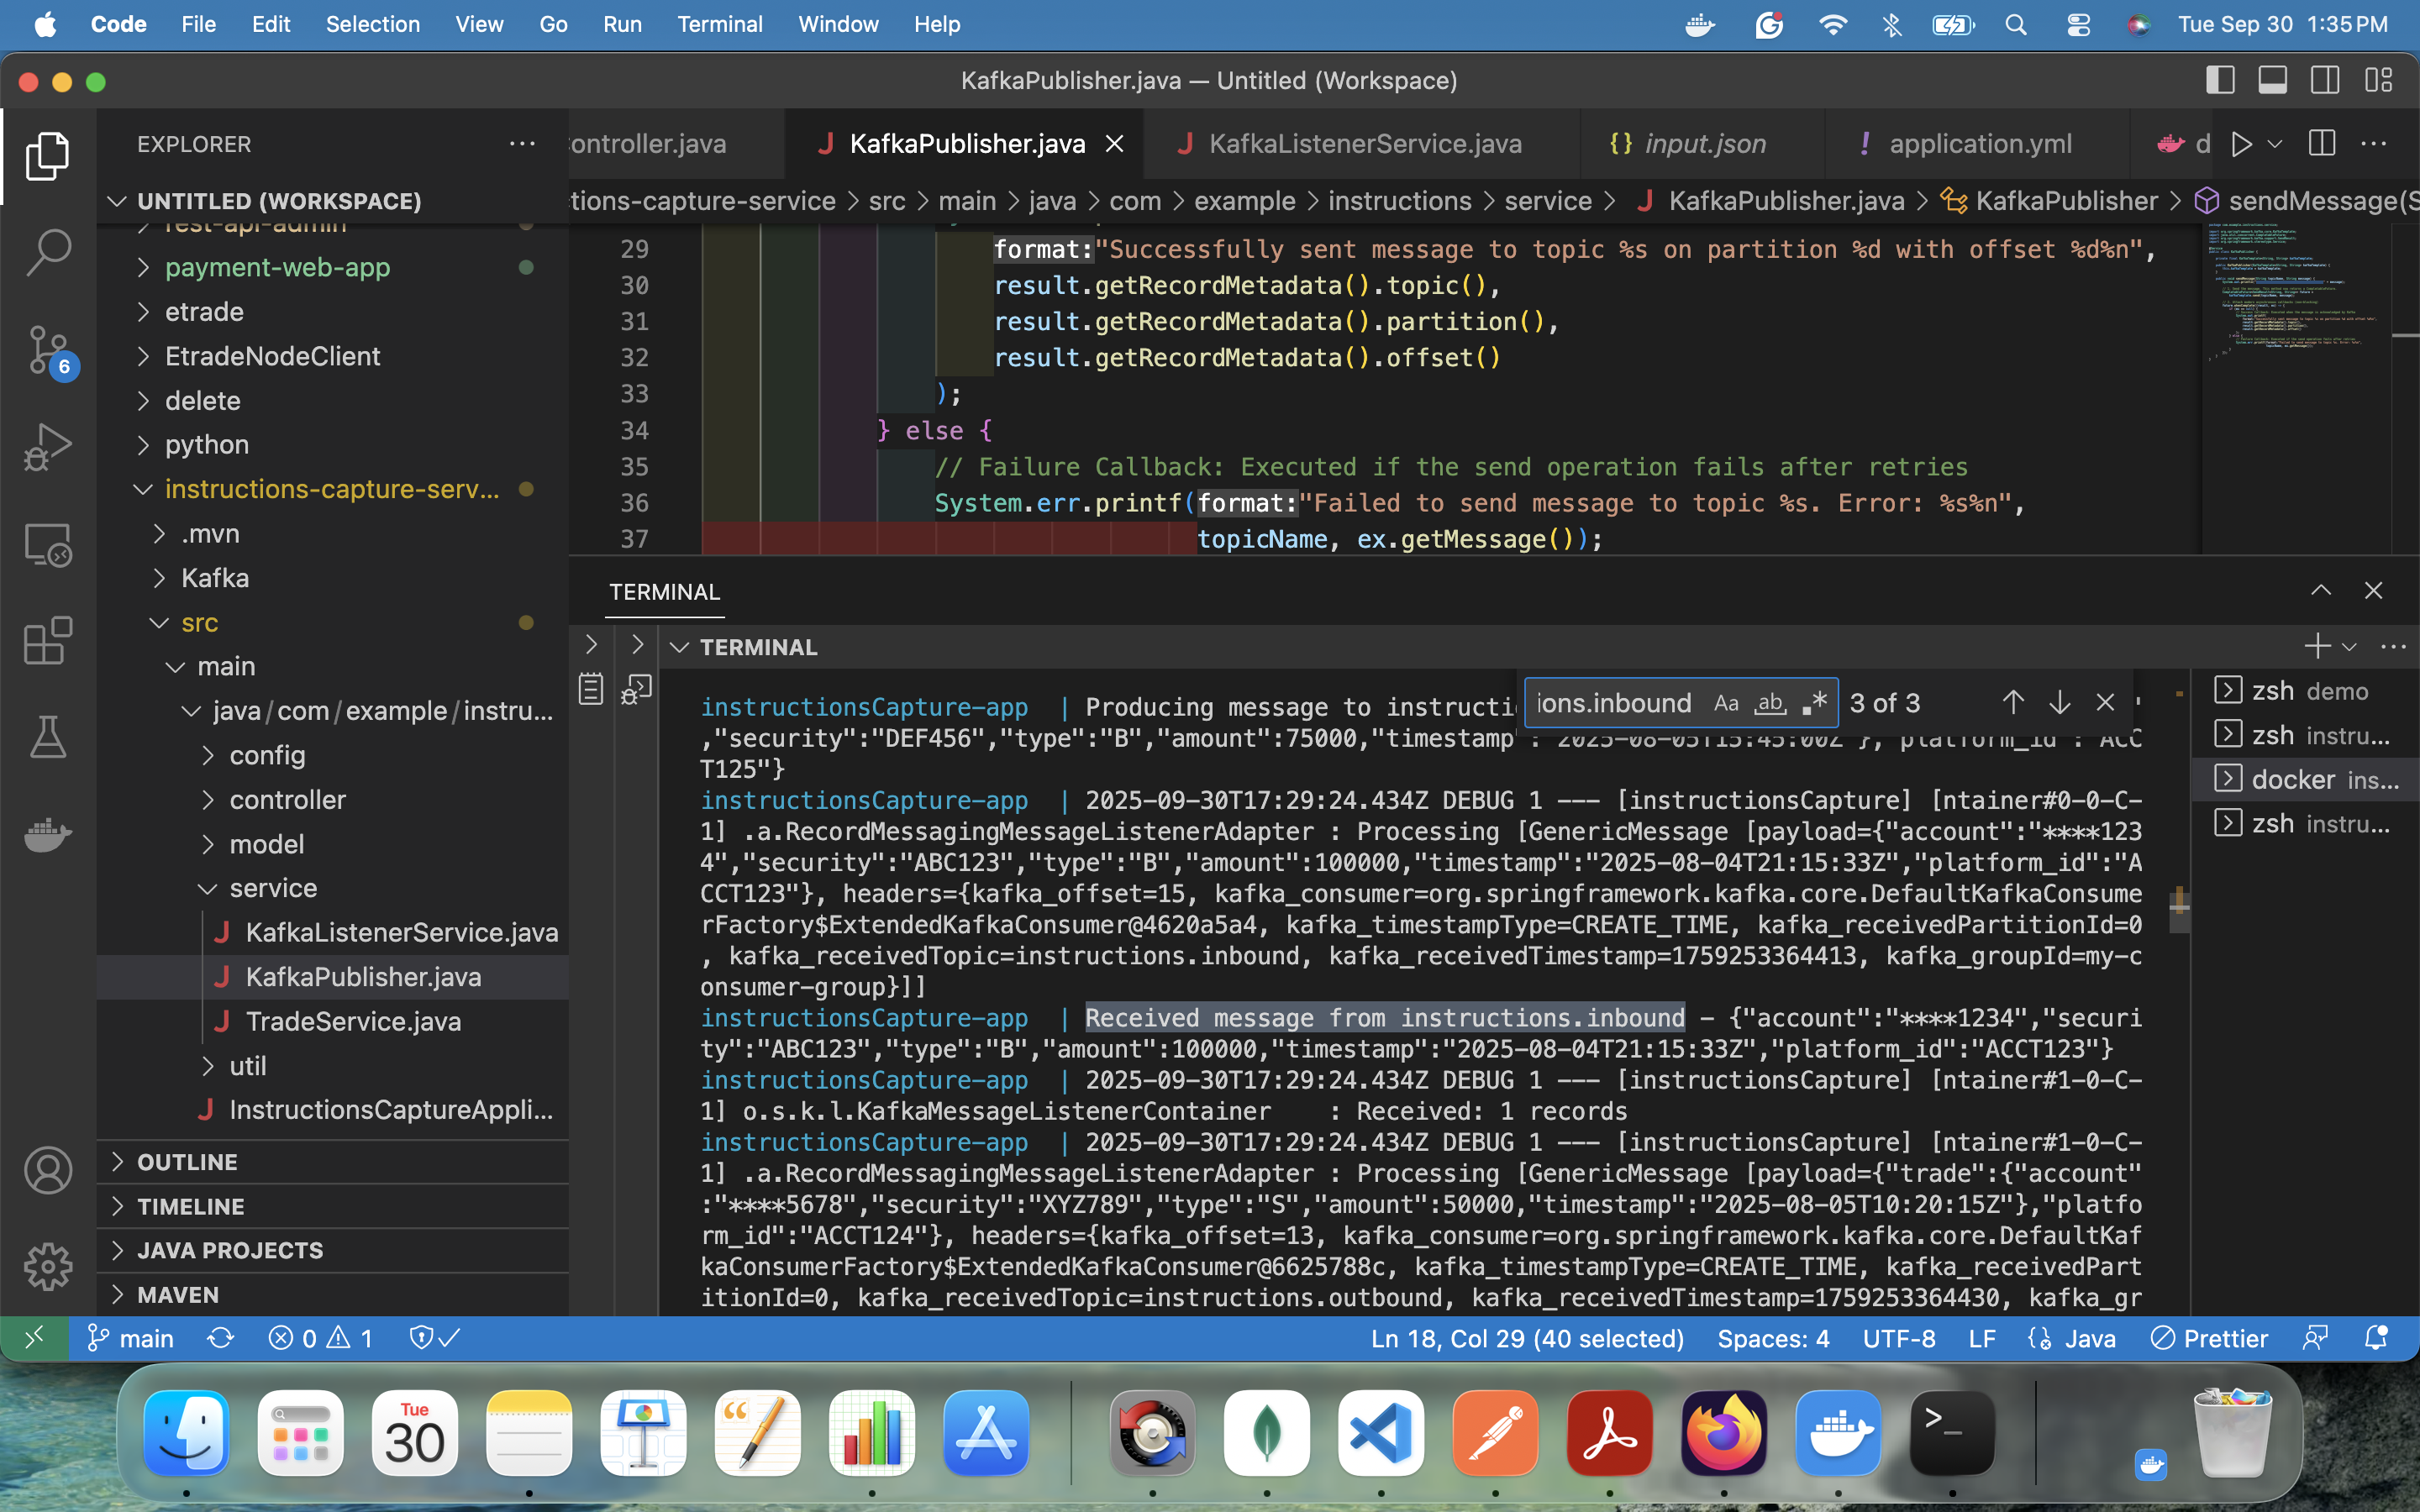 Code File Edit Selection View Go Run Terminal Window Help Tue Sep 30 1:35 PM
KafkaPublisher.java — Untitled (Workspace)
EXPLORER
UNTITLED (WORKSPACE)
rest-api-admin
payment-web-app
etrade
EtradeNodeClient
delete
python
instructions-capture-serv...
.mvn
Kafka
src
main
java/com/example/instru...
config
controller
model
service
KafkaListenerService.java
KafkaPublisher.java
TradeService.java
util
InstructionsCaptureAppli...
OUTLINE
TIMELINE
JAVA PROJECTS
MAVEN
6
ontroller.java KafkaPublisher.java KafkaListenerService.java input.json application.yml d
tions-capture-service > src > main > java > com > example > instructions > service > KafkaPublisher.java > KafkaPublisher > sendMessage(S
29 format:"Successfully sent message to topic %s on partition %d with offset %d%n",
30 result.getRecordMetadata().topic(),
31 result.getRecordMetadata().partition(),
32 result.getRecordMetadata().offset()
33 );
34 } else {
35 // Failure Callback: Executed if the send operation fails after retries
36 System.err.printf(format:"Failed to send message to topic %s. Error: %s%n",
37 topicName, ex.getMessage());
TERMINAL
TERMINAL
ions.inbound Aa ab .* 3 of 3
instructionsCapture-app | Producing message to instructi
,"security":"DEF456","type":"B","amount":75000,"timestamp":"2025-08-05T15:45:00Z"},"platform_id":"ACC
T125"}
instructionsCapture-app | 2025-09-30T17:29:24.434Z DEBUG 1 --- [instructionsCapture] [ntainer#0-0-C-
1] .a.RecordMessagingMessageListenerAdapter : Processing [GenericMessage [payload={"account":"****123
4","security":"ABC123","type":"B","amount":100000,"timestamp":"2025-08-04T21:15:33Z","platform_id":"A
CCT123"}, headers={kafka_offset=15, kafka_consumer=org.springframework.kafka.core.DefaultKafkaConsume
rFactory$ExtendedKafkaConsumer@4620a5a4, kafka_timestampType=CREATE_TIME, kafka_receivedPartitionId=0
, kafka_receivedTopic=instructions.inbound, kafka_receivedTimestamp=1759253364413, kafka_groupId=my-c
onsumer-group}]]
instructionsCapture-app | Received message from instructions.inbound - {"account":"****1234","securi
ty":"ABC123","type":"B","amount":100000,"timestamp":"2025-08-04T21:15:33Z","platform_id":"ACCT123"}
instructionsCapture-app | 2025-09-30T17:29:24.434Z DEBUG 1 --- [instructionsCapture] [ntainer#1-0-C-
1] o.s.k.l.KafkaMessageListenerContainer : Received: 1 records
instructionsCapture-app | 2025-09-30T17:29:24.434Z DEBUG 1 --- [instructionsCapture] [ntainer#1-0-C-
1] .a.RecordMessagingMessageListenerAdapter : Processing [GenericMessage [payload={"trade":{"account"
:"****5678","security":"XYZ789","type":"S","amount":50000,"timestamp":"2025-08-05T10:20:15Z"},"platfo
rm_id":"ACCT124"}, headers={kafka_offset=13, kafka_consumer=org.springframework.kafka.core.DefaultKaf
kaConsumerFactory$ExtendedKafkaConsumer@6625788c, kafka_timestampType=CREATE_TIME, kafka_receivedPart
itionId=0, kafka_receivedTopic=instructions.outbound, kafka_receivedTimestamp=1759253364430, kafka_gr
zsh demo
zsh instru...
docker ins...
zsh instru...
main 0 1 Ln 18, Col 29 (40 selected) Spaces: 4 UTF-8 LF Java Prettier
Tue
30